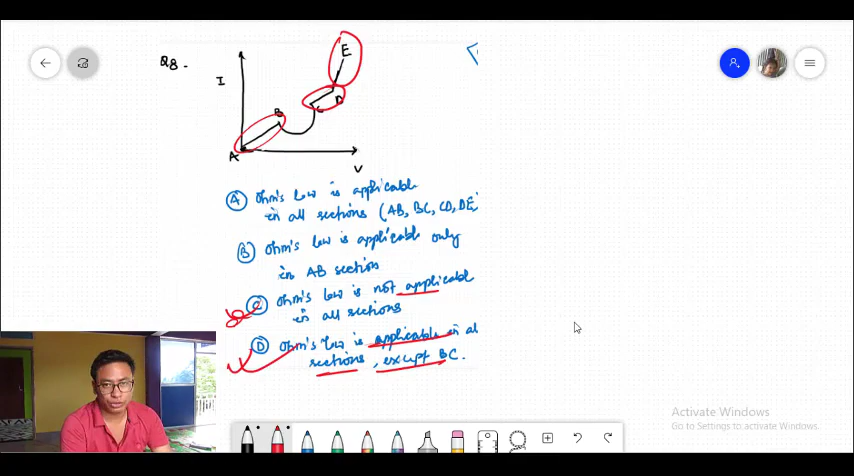 Q8.
E
I
B
D
C
A
V
A Ohm's law is applicable
in all sections (AB, BC, CD, DE,
B Ohm's law is applicable only
in AB section
C Ohm's law is not applicable
in all sections
D Ohm's law is applicable in al
sections, except BC.
Activate Windows
Go to Settings to activate Windows.